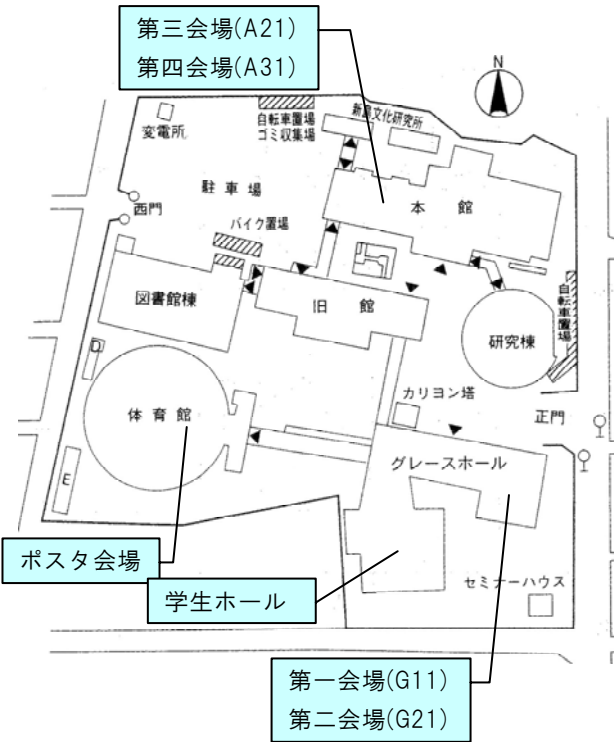 第三会場(A21)
第四会場(A31)
N
変電所
自転車置場
ゴミ収集場
新島文化研究所
駐車場
本館
西門
バイク置場
図書館棟
旧館
自転車置場
研究棟
D
カリヨン塔
体育館
正門
グレースホール
E
ポスタ会場
学生ホール
セミナーハウス
第一会場(G11)
第二会場(G21)